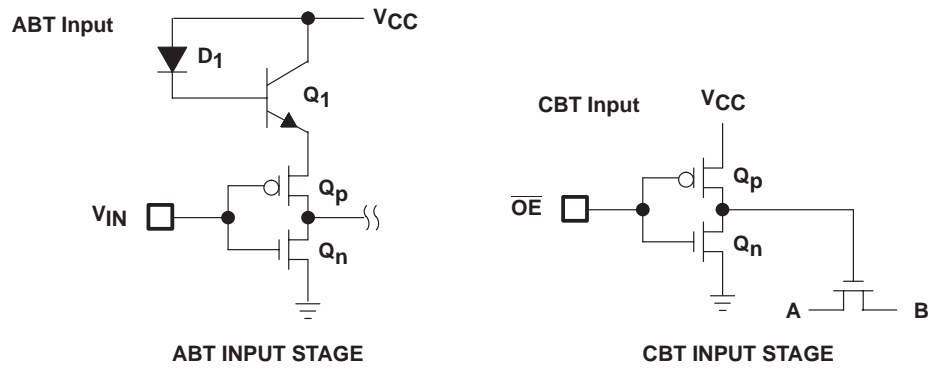 ABT Input
VCC
D1
Q1
VIN
Qp
Qn
ABT INPUT STAGE
CBT Input
VCC
OE
Qp
Qn
A
B
CBT INPUT STAGE